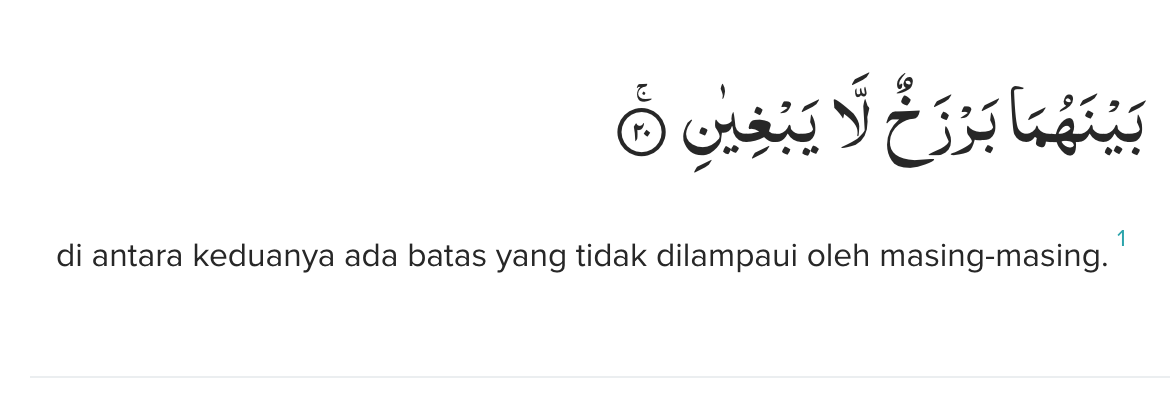 بَيْنَهُمَا بَرْزَخٌ لَّا يَبْغِيٰنِۚ ۝٢٠
di antara keduanya ada batas yang tidak dilampaui oleh masing-masing. 1